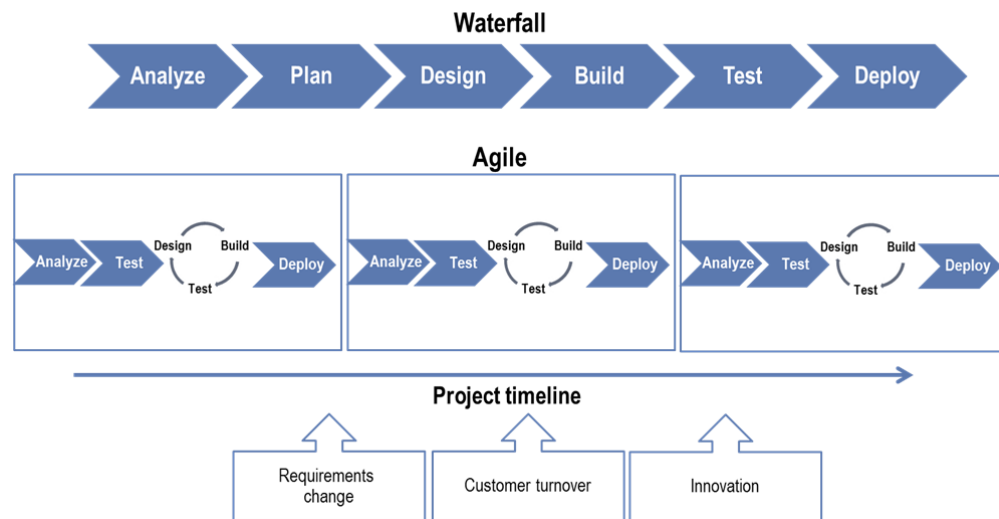 Waterfall
Analyze Plan Design Build Test Deploy
Agile
Analyze Test Design Build Test Deploy
Analyze Test Design Build Test Deploy
Analyze Test Design Build Test Deploy
Project timeline
Requirements
change
Customer turnover
Innovation